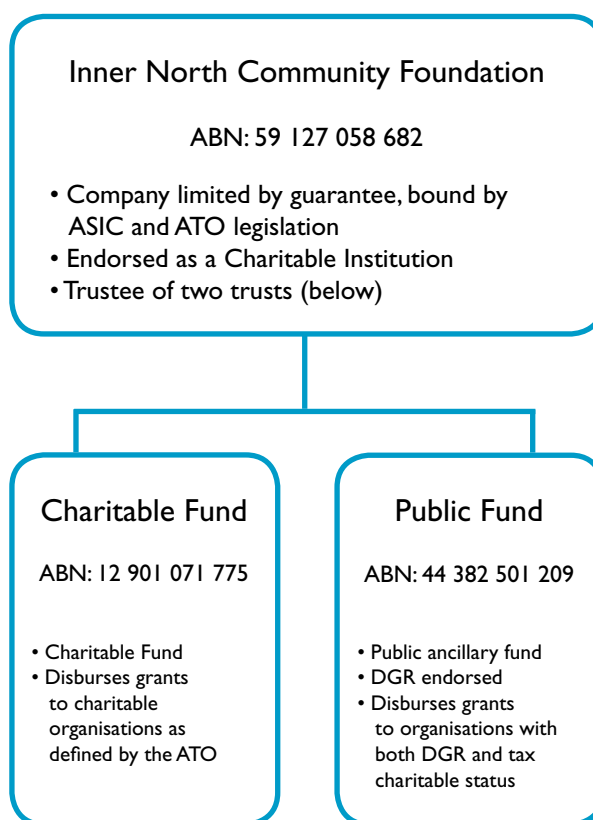 Inner North Community Foundation
ABN: 59 127 058 682
• Company limited by guarantee, bound by
ASIC and ATO legislation
• Endorsed as a Charitable Institution
• Trustee of two trusts (below)
Charitable Fund
ABN: 12 901 071 775
• Charitable Fund
• Disburses grants
to charitable
organisations as
defined by the ATO
Public Fund
ABN: 44 382 501 209
• Public ancillary fund
• DGR endorsed
• Disburses grants
to organisations with
both DGR and tax
charitable status